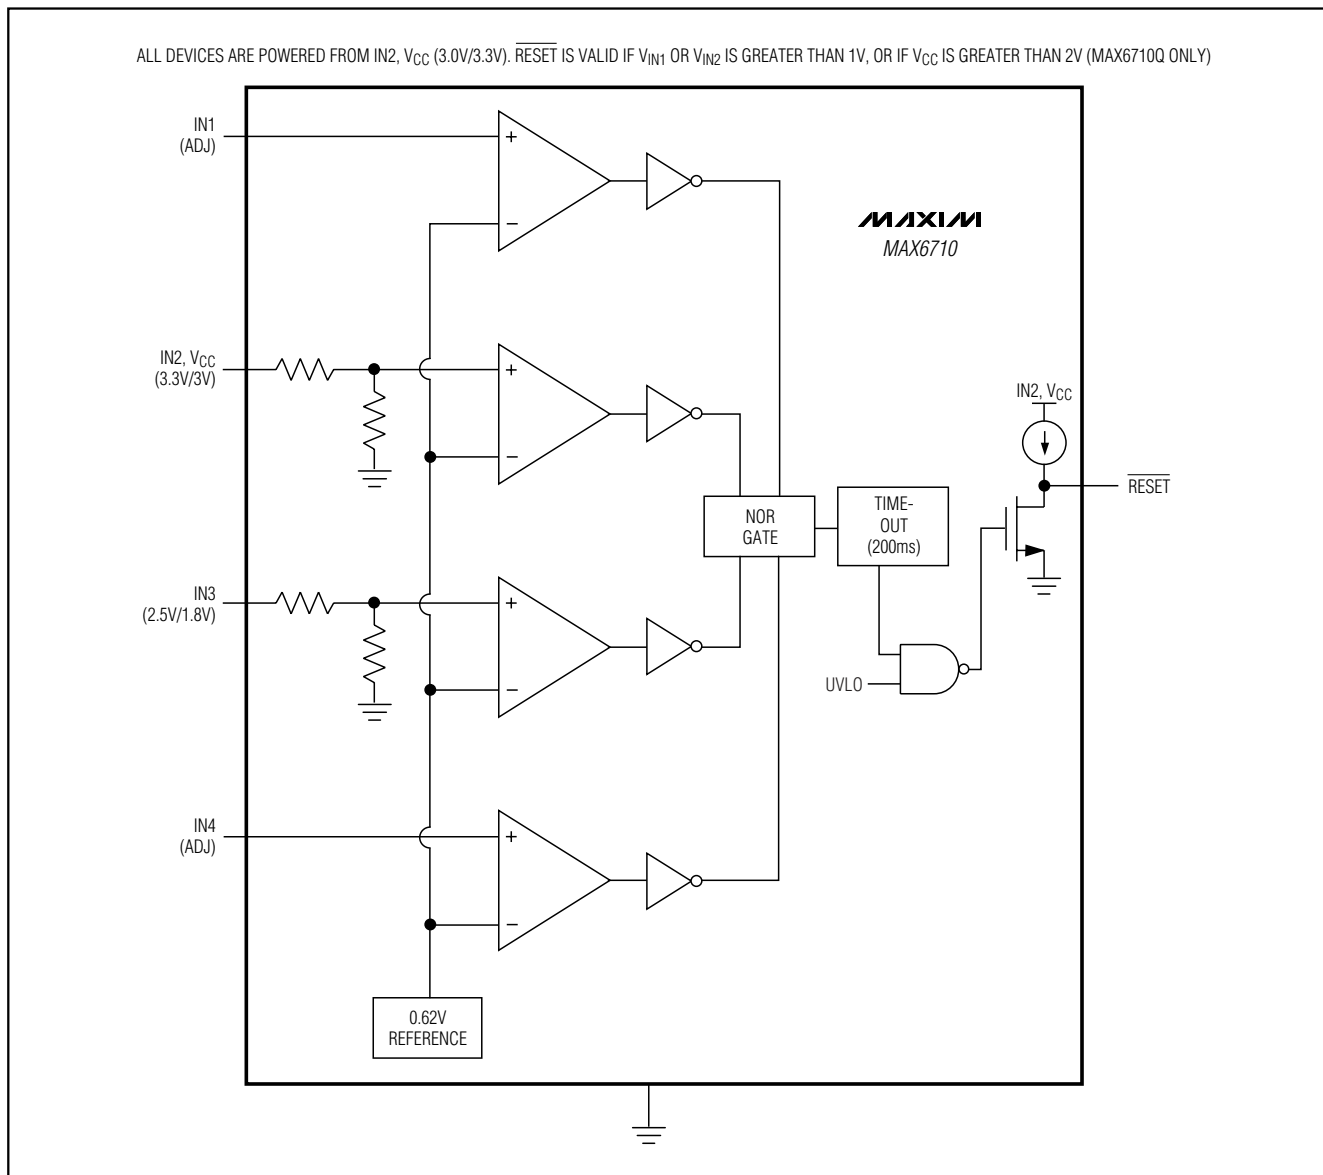 ALL DEVICES ARE POWERED FROM IN2, VCC (3.0V/3.3V). RESET IS VALID IF VIN1 OR VIN2 IS GREATER THAN 1V, OR IF VCC IS GREATER THAN 2V (MAX6710Q ONLY)
IN1
(ADJ)
+
−
MAXIM
MAX6710
IN2, VCC
(3.3V/3V)
+
−
IN2, VCC
RESET
NOR
GATE
TIME-
OUT
(200ms)
IN3
(2.5V/1.8V)
+
−
UVLO
IN4
(ADJ)
+
−
0.62V
REFERENCE